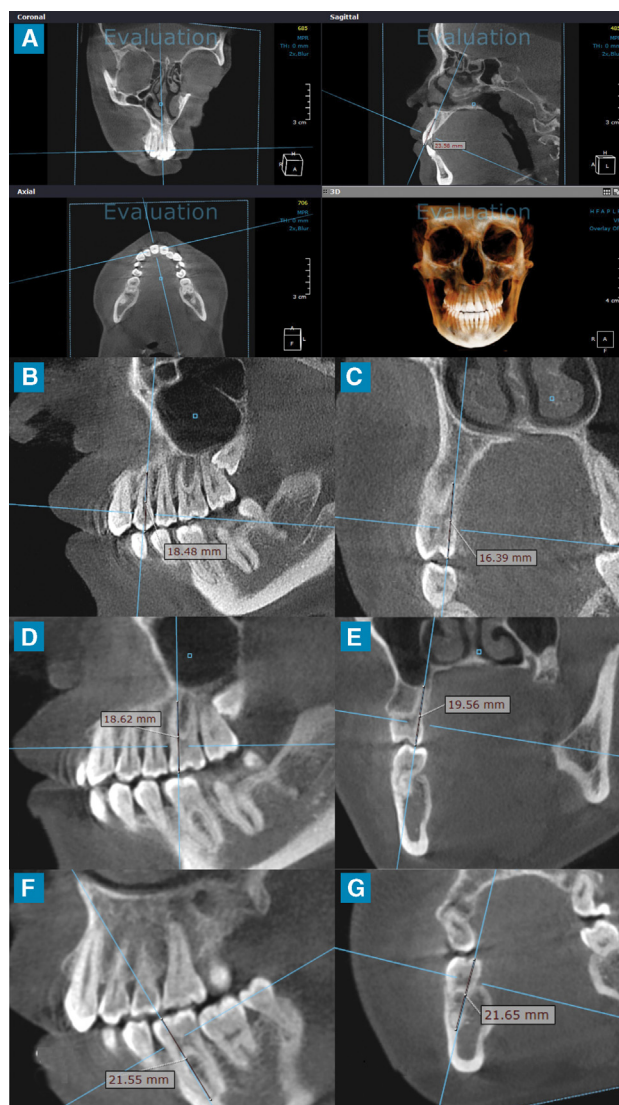 A
Coronal
Evaluation
685
MPR
TH: 0 mm
2x.Blur
3 cm
H
R
A
Sagittal
Evaluation
MPR
TH: 0 mm
2x.Blur
23.58 mm
3 cm
H
A
L
Axial
Evaluation
706
MPR
TH: 0 mm
2x.Blur
3 cm
A
F
L
3D
Evaluation
H F A P L
Overlay
4 cm
R
A
F
B
18.48 mm
C
16.39 mm
D
18.62 mm
E
19.56 mm
F
21.55 mm
G
21.65 mm